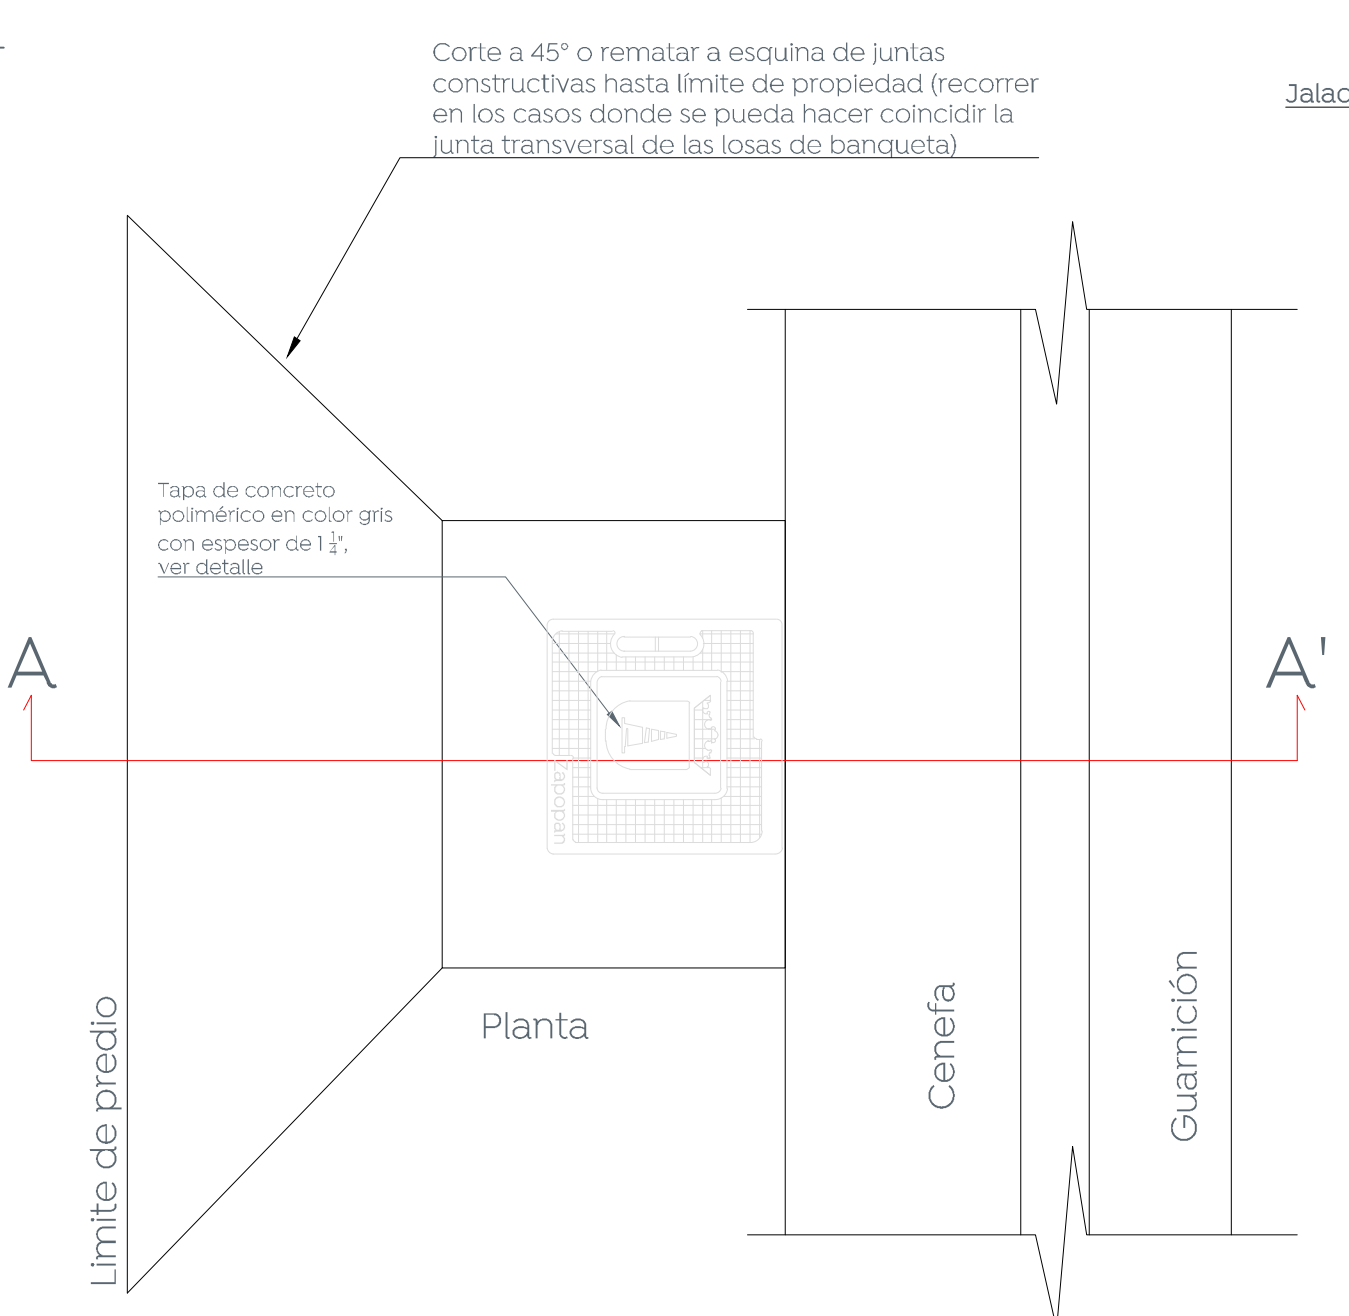 Corte a 45° o rematar a esquina de juntas
constructivas hasta límite de propiedad (recorrer
en los casos donde se pueda hacer coincidir la
junta transversal de las losas de banqueta)
Jalac
Tapa de concreto
polimérico en color gris
con espesor de 1 1/4",
ver detalle
A
A'
Zapopan
Planta
Limite de predio
Cenefa
Guarnición